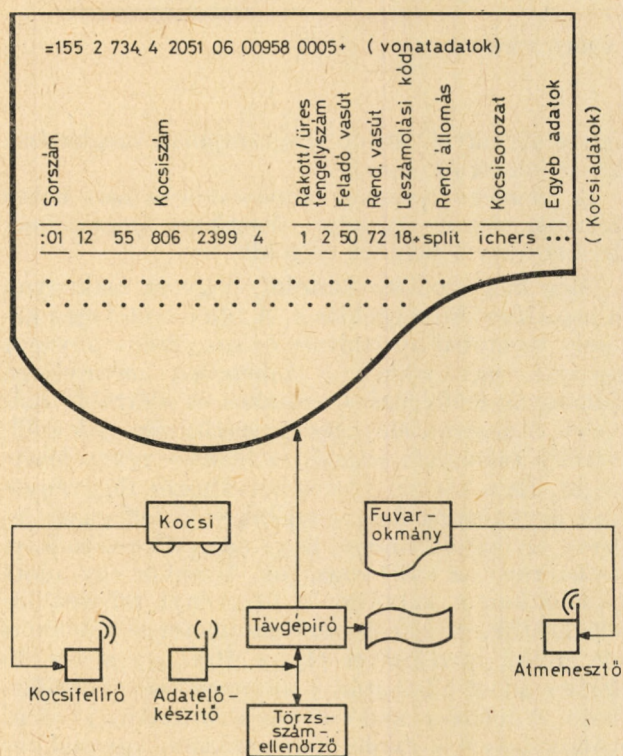 =155 2 734 4 2051 06 00958 0005+ (vonatadatok)
Sorszám
Kocsiszám
Rakott/üres
tengelyszám
Feladó vasút
Rend. vasút
Leszámolási kód
Rend. állomás
Kocsisorozat
Egyéb adatok
(Kocsiadatok)
:01 12 55 806 2399 4 1 2 50 72 18+split ichers ...
Kocsi
Fuvar-
okmány
Távgépiró
Kocsifelíró
Adatelő-
készítő
Átmenesztő
Törzs-
szám-
ellenőrző